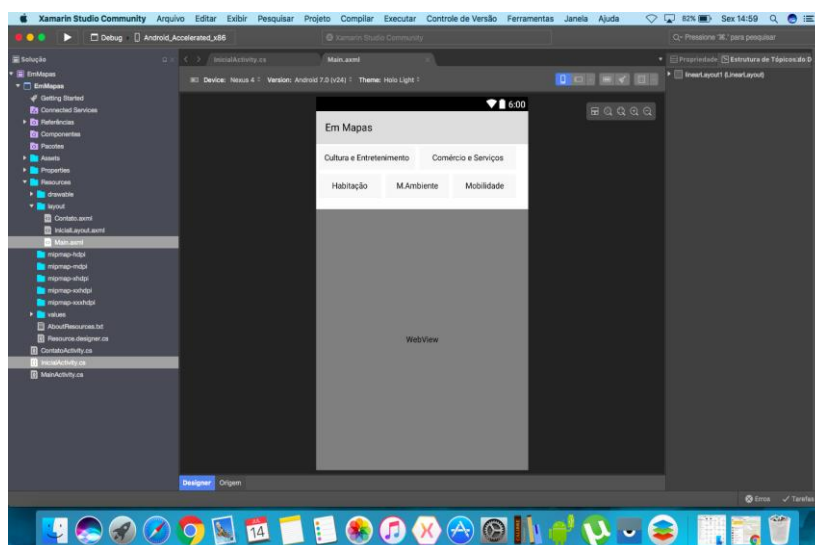 Xamarin Studio Community Arquivo Editar Exibir Pesquisar Projeto Compilar Executar Controle de Versão Ferramentas Janela Ajuda 82% Sex 14:59
Debug Android_Accelerated_x86 Xamarin Studio Community Pressione '⌘.' para pesquisar
Solução InicialActivity.cs Main.axml Propriedade Estrutura de Tópicos do D
EmMapas
EmMapas
Getting Started
Connected Services
Referências
Componentes
Pacotes
Assets
Properties
Resources
drawable
layout
Contato.axml
InicialLayout.axml
Main.axml
mipmap-hdpi
mipmap-mdpi
mipmap-xhdpi
mipmap-xxhdpi
mipmap-xxxhdpi
values
AboutResources.txt
Resource.designer.cs
ContatoActivity.cs
InicialActivity.cs
MainActivity.cs
Device: Nexus 4 Version: Android 7.0 (v24) Theme: Holo Light
linearLayout1 (LinearLayout)
6:00
Em Mapas
Cultura e Entretenimento Comércio e Serviços
Habitação M.Ambiente Mobilidade
WebView
Designer Origem
Erros Tarefas
14